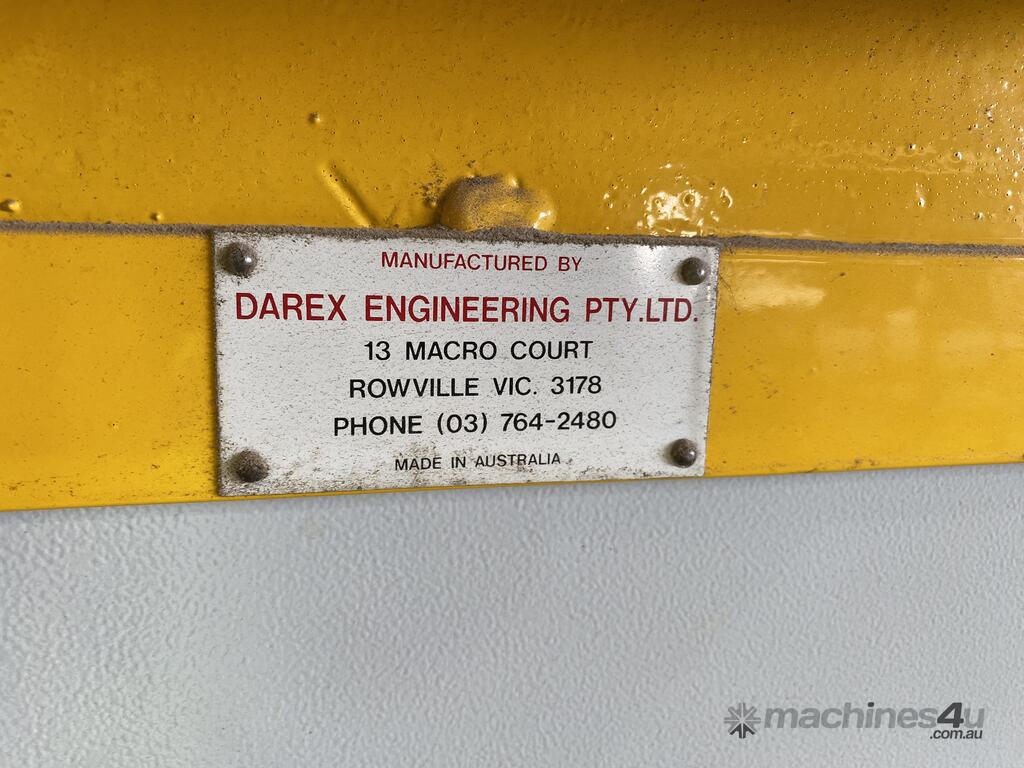 MANUFACTURED BY
DAREX ENGINEERING PTY.LTD.
13 MACRO COURT
ROWVILLE VIC. 3178
PHONE (03) 764-2480
MADE IN AUSTRALIA
machines4u
.com.au